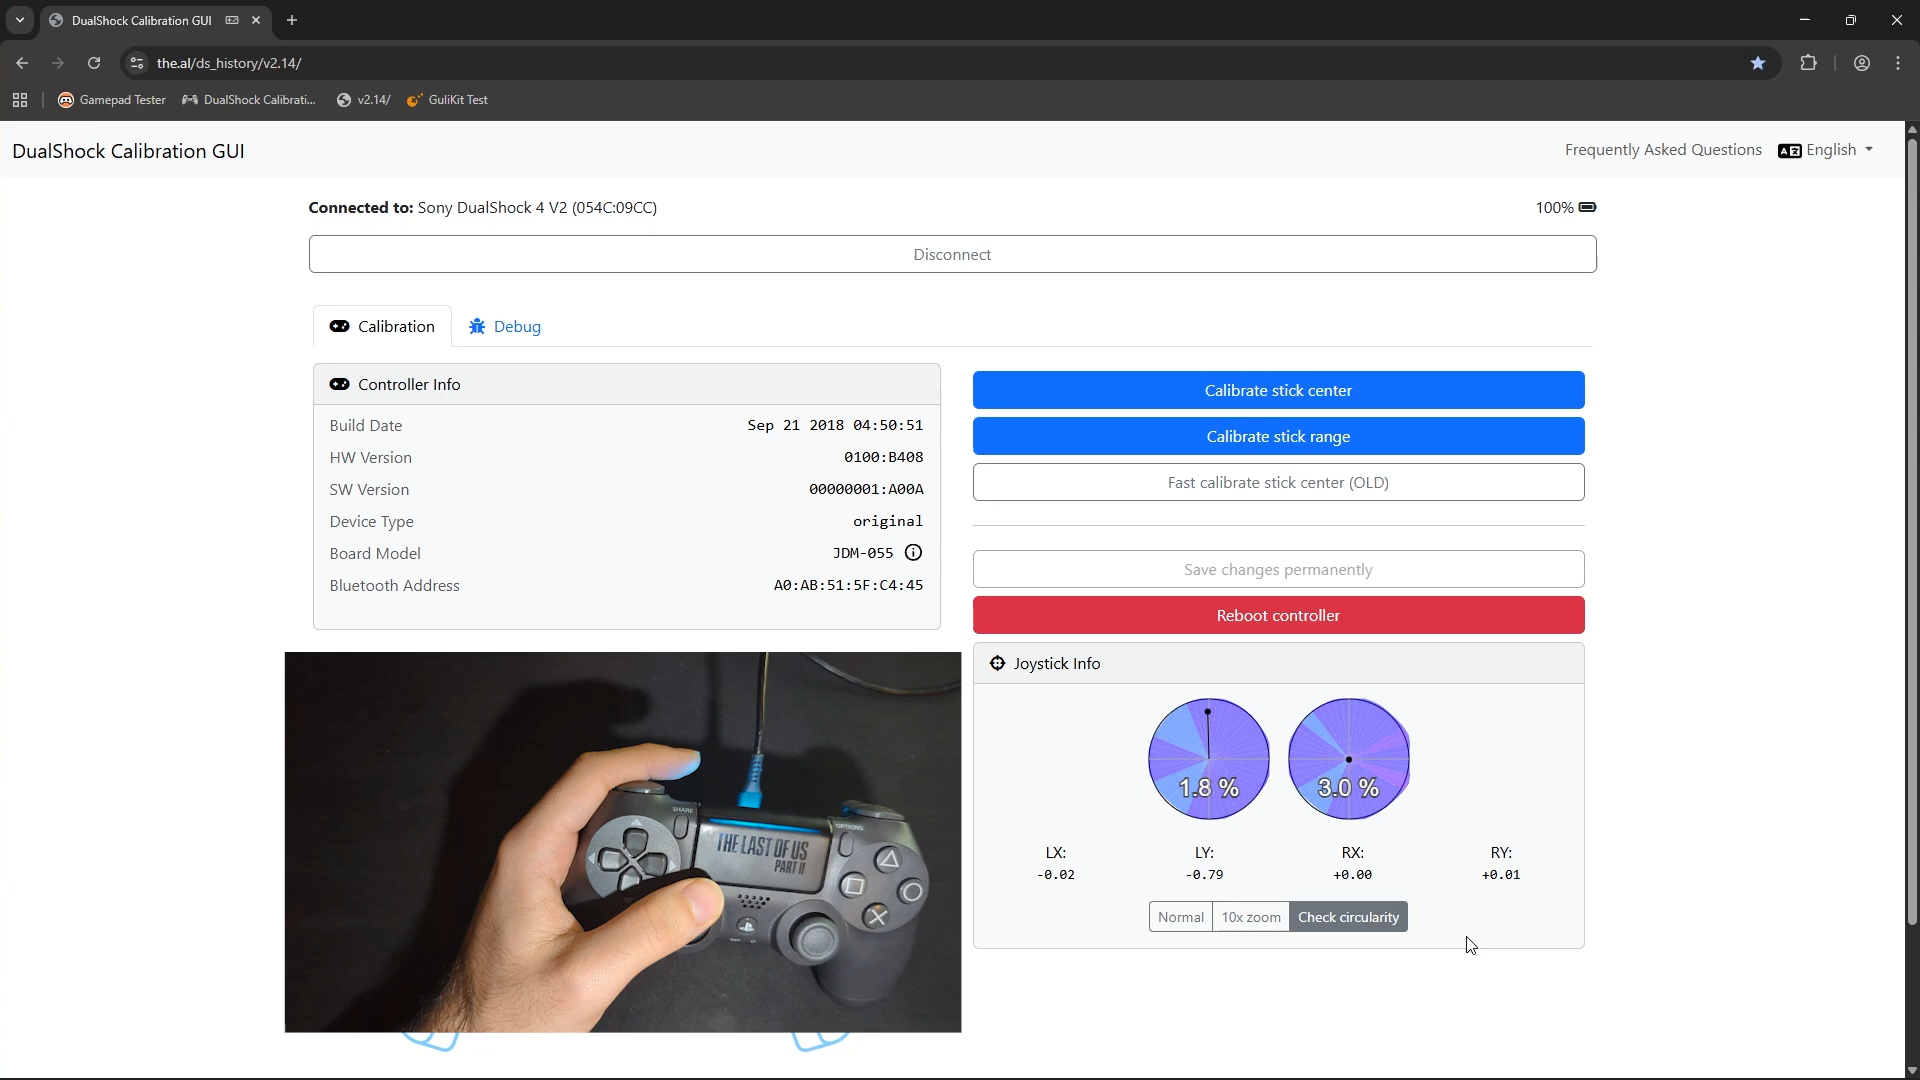 DualShock Calibration GUI
the.al/ds_history/v2.14/
Gamepad Tester
DualShock Calibrati...
v2.14/
GuliKit Test
DualShock Calibration GUI
Frequently Asked Questions
English
Connected to: Sony DualShock 4 V2 (054C:09CC)
100%
Disconnect
Calibration
Debug
Controller Info
Build Date
Sep 21 2018 04:50:51
HW Version
0100:B408
SW Version
00000001:A00A
Device Type
original
Board Model
JDM-055
Bluetooth Address
A0:AB:51:5F:C4:45
Calibrate stick center
Calibrate stick range
Fast calibrate stick center (OLD)
Save changes permanently
Reboot controller
Joystick Info
1.8 %
3.0 %
LX:
LY:
RX:
RY:
-0.02
-0.79
+0.00
+0.01
Normal
10x zoom
Check circularity
SHARE
OPTIONS
THE LAST OF US
PART II